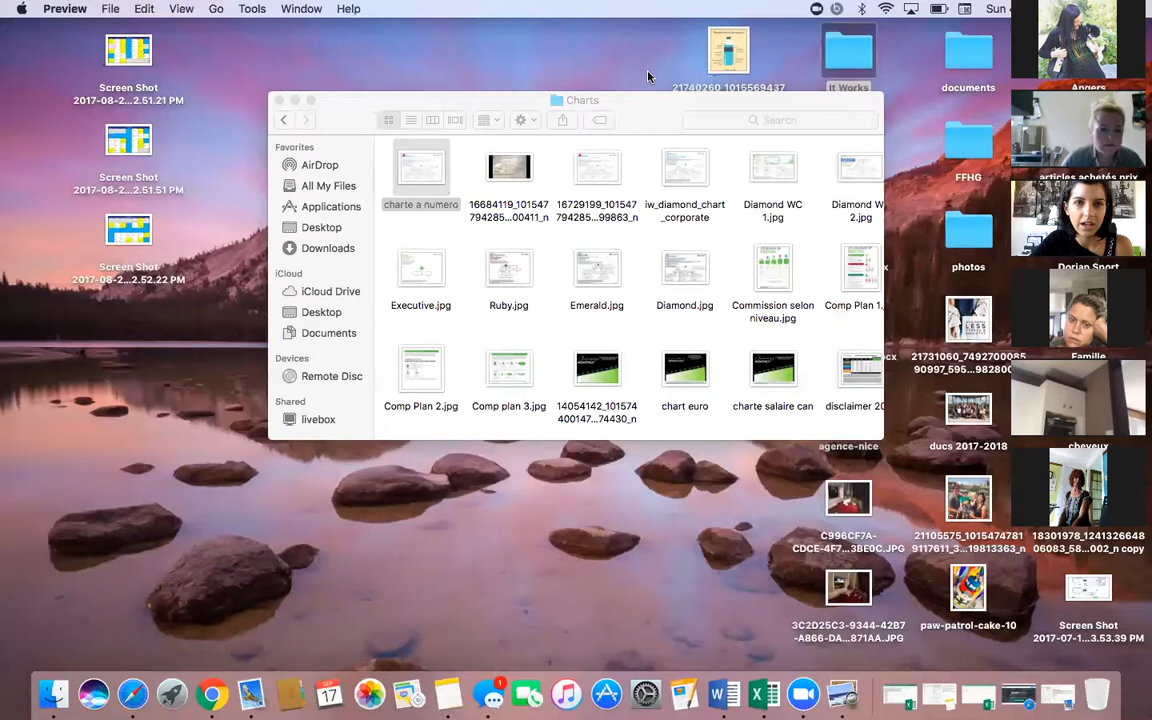 Preview File Edit View Go Tools Window Help
Sun
Screen Shot
2017-08-2...2.51.21 PM
Screen Shot
2017-08-2...2.51.51 PM
Screen Shot
2017-08-2...2.52.22 PM
21740260_1015569437
It Works
documents
Angers
FFHG
articles achetés prix
photos
Dorian Sport
21731060_7492700085
90997_595...982800
Famille
agence-nice
ducs 2017-2018
cheveux
C996CF7A-
CDCE-4F7...3BE0C.JPG
21105575_1015474781
9117611_3...19813363_n
18301978_1241326648
06083_58...002_n copy
3C2D25C3-9344-42B7
-A866-DA...871AA.JPG
paw-patrol-cake-10
Screen Shot
2017-07-1...3.53.39 PM
Charts
Search
Favorites
AirDrop
All My Files
Applications
Desktop
Downloads
iCloud
iCloud Drive
Desktop
Documents
Devices
Remote Disc
Shared
livebox
charte a numero
16684119_101547
794285...00411_n
16729199_101547
794285...99863_n
iw_diamond_chart
_corporate
Diamond WC
1.jpg
Diamond W
2.jpg
Executive.jpg
Ruby.jpg
Emerald.jpg
Diamond.jpg
Commission selon
niveau.jpg
Comp Plan 1.
Comp Plan 2.jpg
Comp plan 3.jpg
14054142_101574
400147...74430_n
chart euro
charte salaire can
disclaimer 20
SEP
17
1